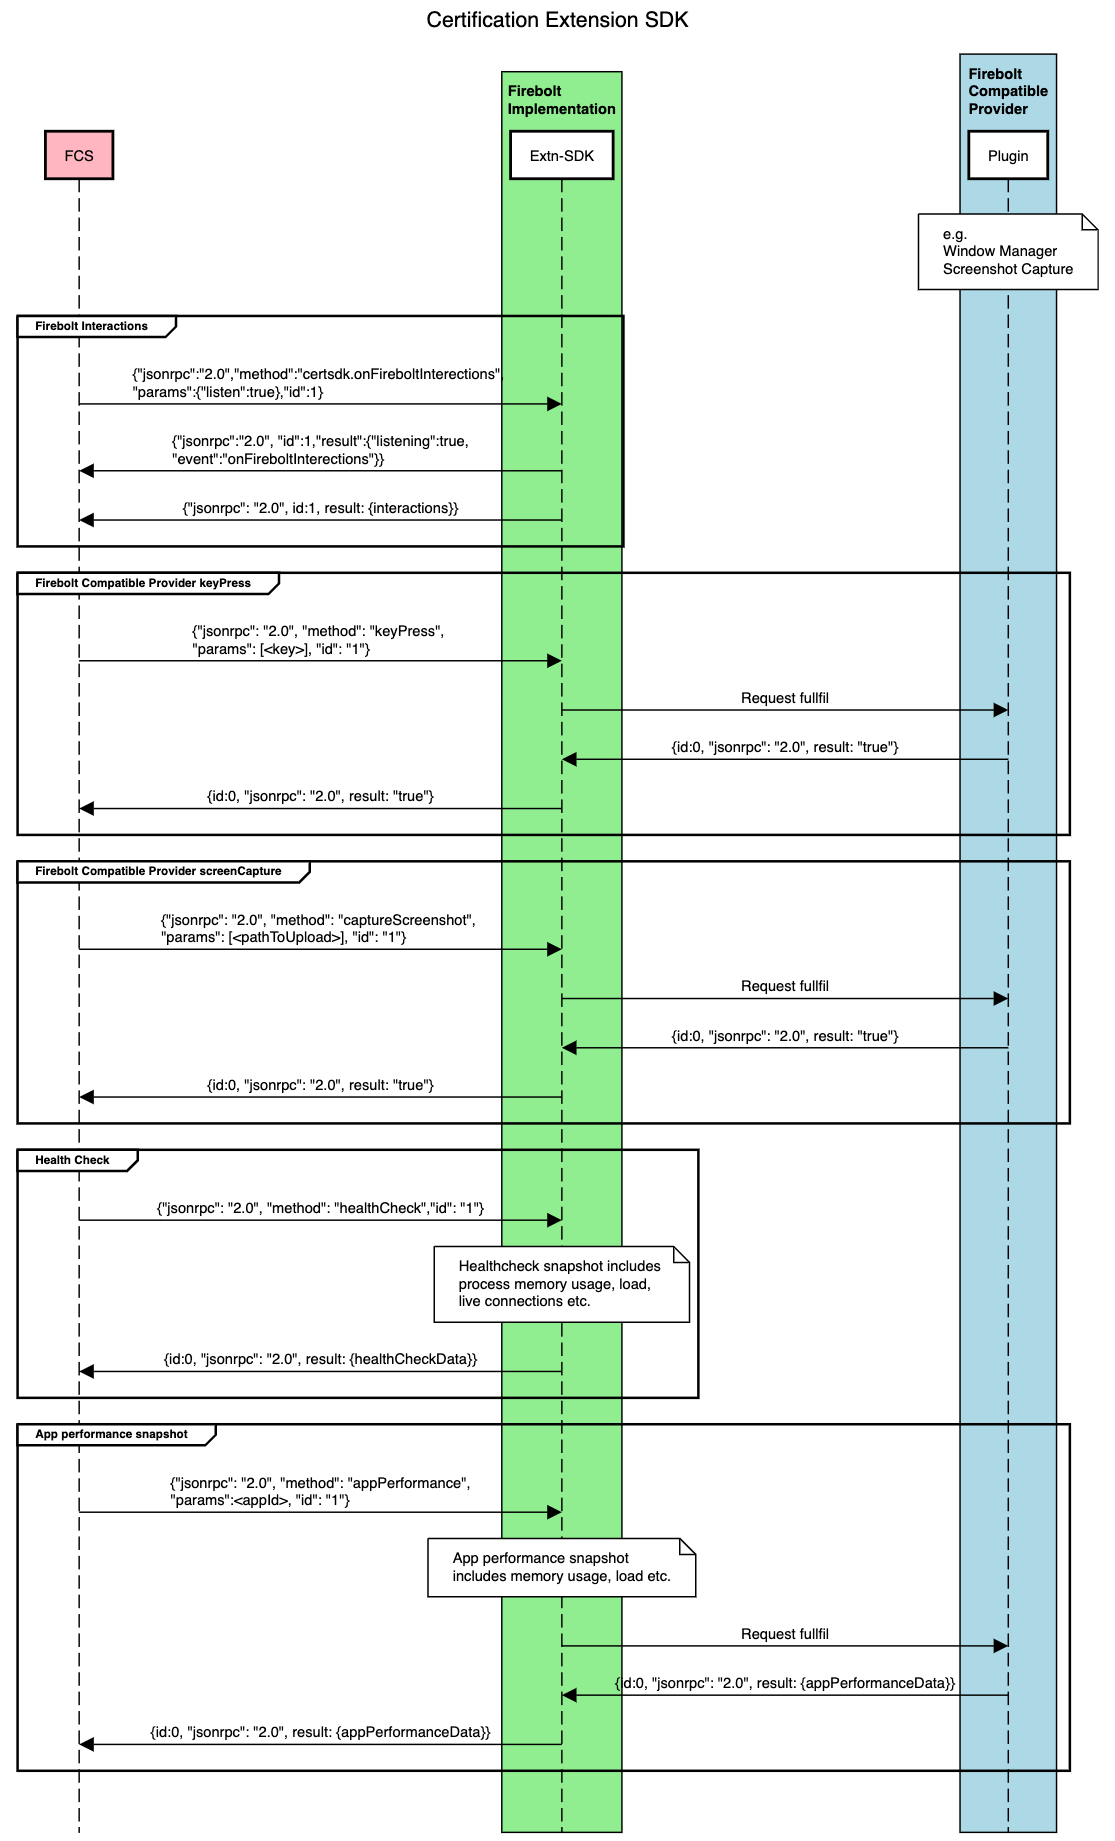 Certification Extension SDK
Firebolt
Implementation
Firebolt
Compatible
Provider
FCS
Extn-SDK
Plugin
e.g.
Window Manager
Screenshot Capture
Firebolt Interactions
{"jsonrpc":"2.0","method":"certsdk.onFireboltInterections",
"params":{"listen":true},"id":1}
{"jsonrpc":"2.0", "id":1,"result":{"listening":true,
"event":"onFireboltInterections"}}
{"jsonrpc": "2.0", id:1, result: {interactions}}
Firebolt Compatible Provider keyPress
{"jsonrpc": "2.0", "method": "keyPress",
"params": [<key>], "id": "1"}
Request fullfil
{id:0, "jsonrpc": "2.0", result: "true"}
{id:0, "jsonrpc": "2.0", result: "true"}
Firebolt Compatible Provider screenCapture
{"jsonrpc": "2.0", "method": "captureScreenshot",
"params": [<pathToUpload>], "id": "1"}
Request fullfil
{id:0, "jsonrpc": "2.0", result: "true"}
{id:0, "jsonrpc": "2.0", result: "true"}
Health Check
{"jsonrpc": "2.0", "method": "healthCheck","id": "1"}
Healthcheck snapshot includes
process memory usage, load,
live connections etc.
{id:0, "jsonrpc": "2.0", result: {healthCheckData}}
App performance snapshot
{"jsonrpc": "2.0", "method": "appPerformance",
"params":<appId>, "id": "1"}
App performance snapshot
includes memory usage, load etc.
Request fullfil
{id:0, "jsonrpc": "2.0", result: {appPerformanceData}}
{id:0, "jsonrpc": "2.0", result: {appPerformanceData}}